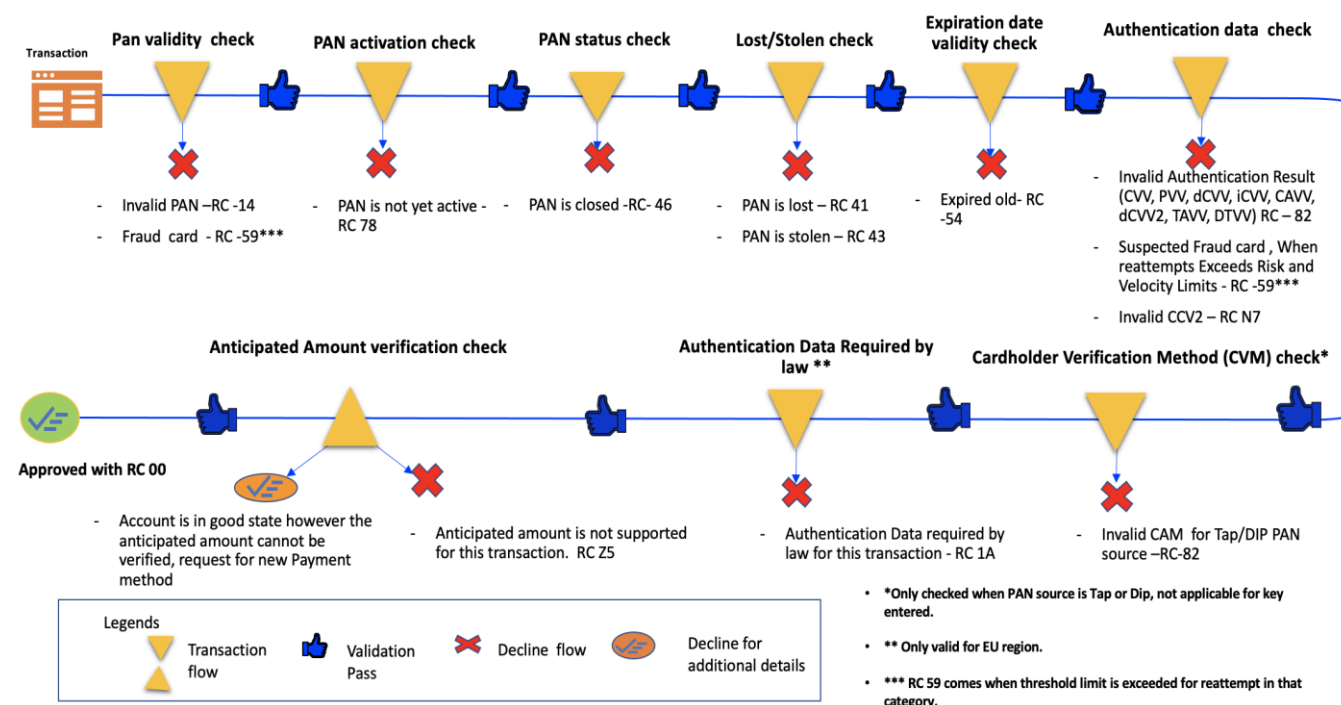 Transaction
Pan validity check
PAN activation check
PAN status check
Lost/Stolen check
Expiration date
validity check
Authentication data check
- Invalid PAN –RC -14
- Fraud card - RC -59***
- PAN is not yet active -
RC 78
- PAN is closed -RC- 46
- PAN is lost – RC 41
- PAN is stolen – RC 43
- Expired old- RC
-54
- Invalid Authentication Result
(CVV, PVV, dCVV, iCVV, CAVV,
dCVV2, TAVV, DTVV) RC – 82
- Suspected Fraud card , When
reattempts Exceeds Risk and
Velocity Limits - RC -59***
- Invalid CCV2 – RC N7
Anticipated Amount verification check
Authentication Data Required by
law **
Cardholder Verification Method (CVM) check*
Approved with RC 00
- Account is in good state however the
anticipated amount cannot be
verified, request for new Payment
method
- Anticipated amount is not supported
for this transaction. RC Z5
- Authentication Data required by
law for this transaction - RC 1A
- Invalid CAM for Tap/DIP PAN
source –RC-82
Legends
Transaction
flow
Validation
Pass
Decline flow
Decline for
additional details
• *Only checked when PAN source is Tap or Dip, not applicable for key
entered.
• ** Only valid for EU region.
• *** RC 59 comes when threshold limit is exceeded for reattempt in that
category.